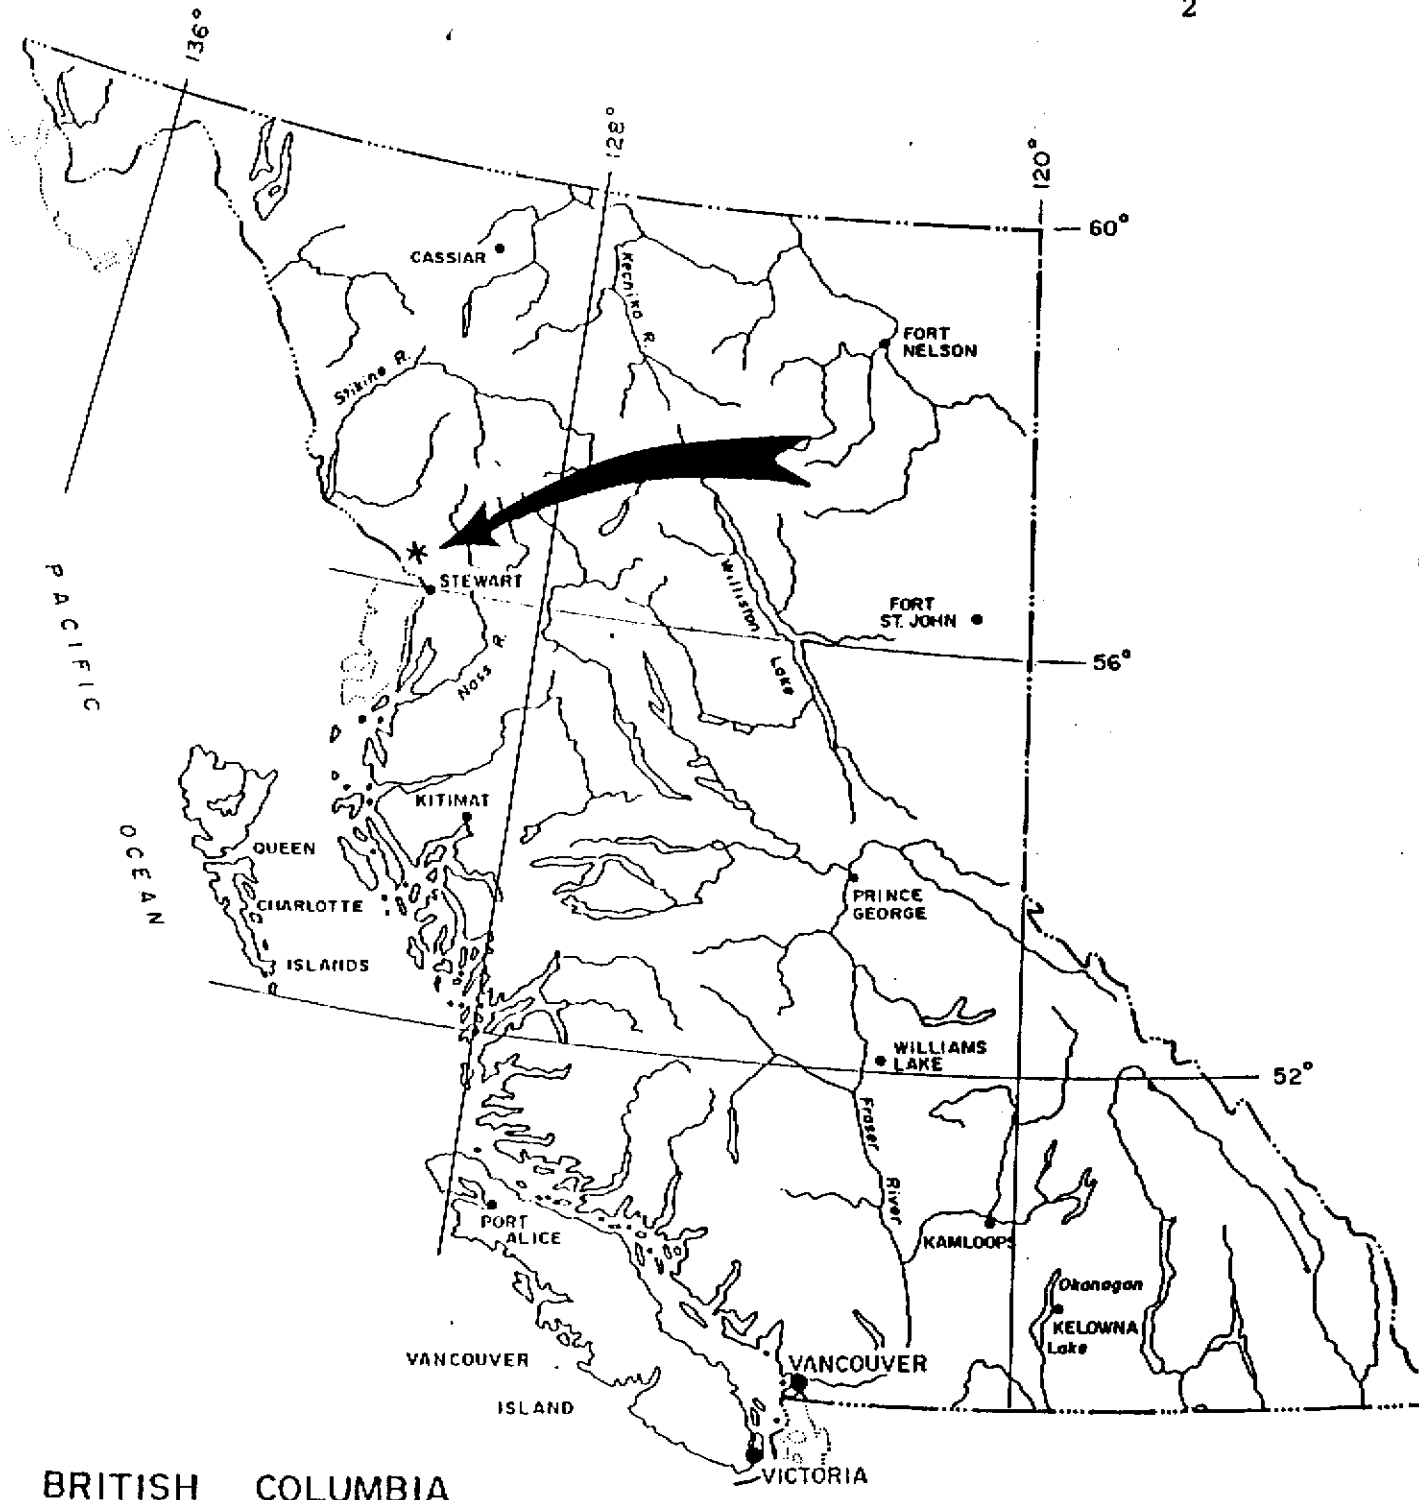 2
136°
128°
120°
60°
CASSIAR
Kechika R.
FORT
NELSON
Stikine R.
STEWART
PACIFIC
Williston
Lake
FORT
ST. JOHN
56°
Nass R.
KITIMAT
OCEAN
QUEEN
CHARLOTTE
ISLANDS
PRINCE
GEORGE
WILLIAMS
LAKE
52°
Fraser
River
PORT
ALICE
KAMLOOPS
Okanagan
KELOWNA
Lake
VANCOUVER
ISLAND
VANCOUVER
VICTORIA
BRITISH COLUMBIA